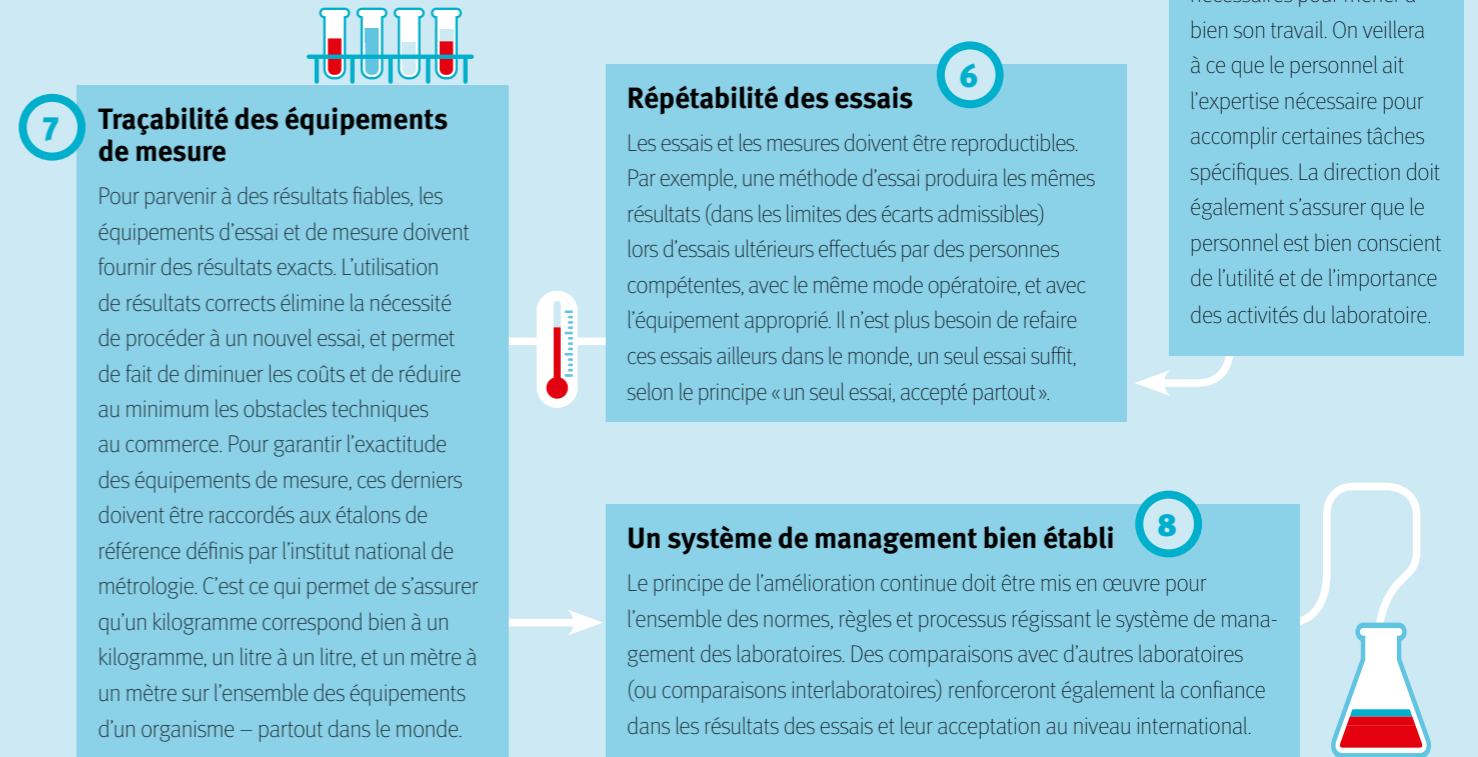 nécessaires pour mener à
bien son travail. On veillera
à ce que le personnel ait
l'expertise nécessaire pour
accomplir certaines tâches
spécifiques. La direction doit
également s'assurer que le
personnel est bien conscient
de l'utilité et de l'importance
des activités du laboratoire.
6
Répétabilité des essais
Les essais et les mesures doivent être reproductibles.
Par exemple, une méthode d'essai produira les mêmes
résultats (dans les limites des écarts admissibles)
lors d'essais ultérieurs effectués par des personnes
compétentes, avec le même mode opératoire, et avec
l'équipement approprié. Il n'est plus besoin de refaire
ces essais ailleurs dans le monde, un seul essai suffit,
selon le principe « un seul essai, accepté partout ».
7
Traçabilité des équipements
de mesure
Pour parvenir à des résultats fiables, les
équipements d'essai et de mesure doivent
fournir des résultats exacts. L'utilisation
de résultats corrects élimine la nécessité
de procéder à un nouvel essai, et permet
de fait de diminuer les coûts et de réduire
au minimum les obstacles techniques
au commerce. Pour garantir l'exactitude
des équipements de mesure, ces derniers
doivent être raccordés aux étalons de
référence définis par l'institut national de
métrologie. C'est ce qui permet de s'assurer
qu'un kilogramme correspond bien à un
kilogramme, un litre à un litre, et un mètre à
un mètre sur l'ensemble des équipements
d'un organisme – partout dans le monde.
8
Un système de management bien établi
Le principe de l'amélioration continue doit être mis en œuvre pour
l'ensemble des normes, règles et processus régissant le système de mana-
gement des laboratoires. Des comparaisons avec d'autres laboratoires
(ou comparaisons interlaboratoires) renforceront également la confiance
dans les résultats des essais et leur acceptation au niveau international.